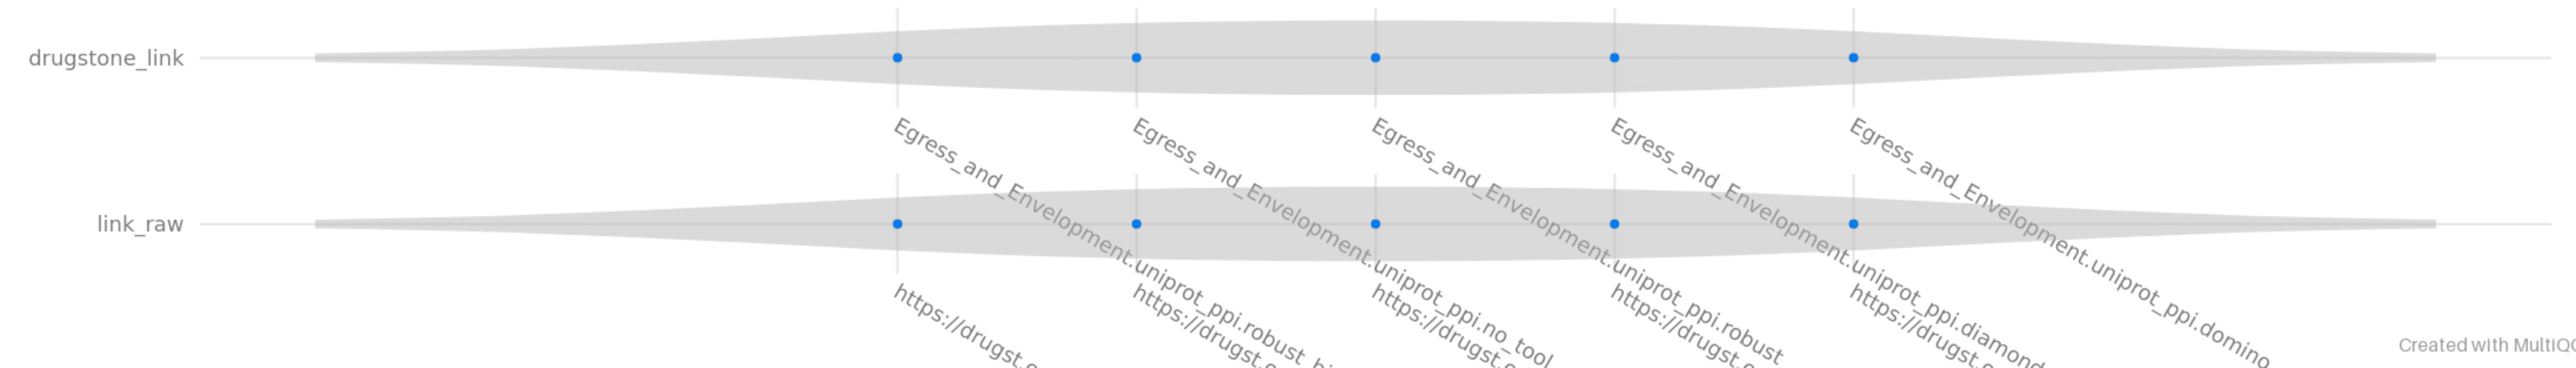 drugstone_link
Egress_and_Envelopment.uniprot_ppi.robust
Egress_and_Envelopment.uniprot_ppi.no_tool
Egress_and_Envelopment.uniprot_ppi.robust
Egress_and_Envelopment.uniprot_ppi.diamond
Egress_and_Envelopment.uniprot_ppi.domino
link_raw
https://drugst.
https://drugst.
https://drugst.
https://drugst.
https://drugst.
Created with MultiQC